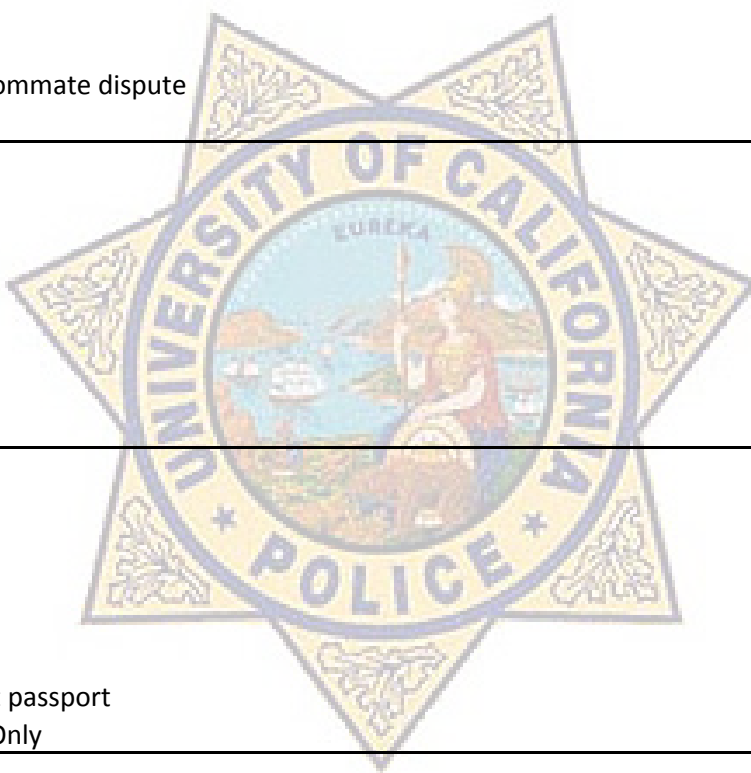 ommate dispute
UNIVERSITY OF CALIFORNIA
EUREKA
POLICE
passport
Only